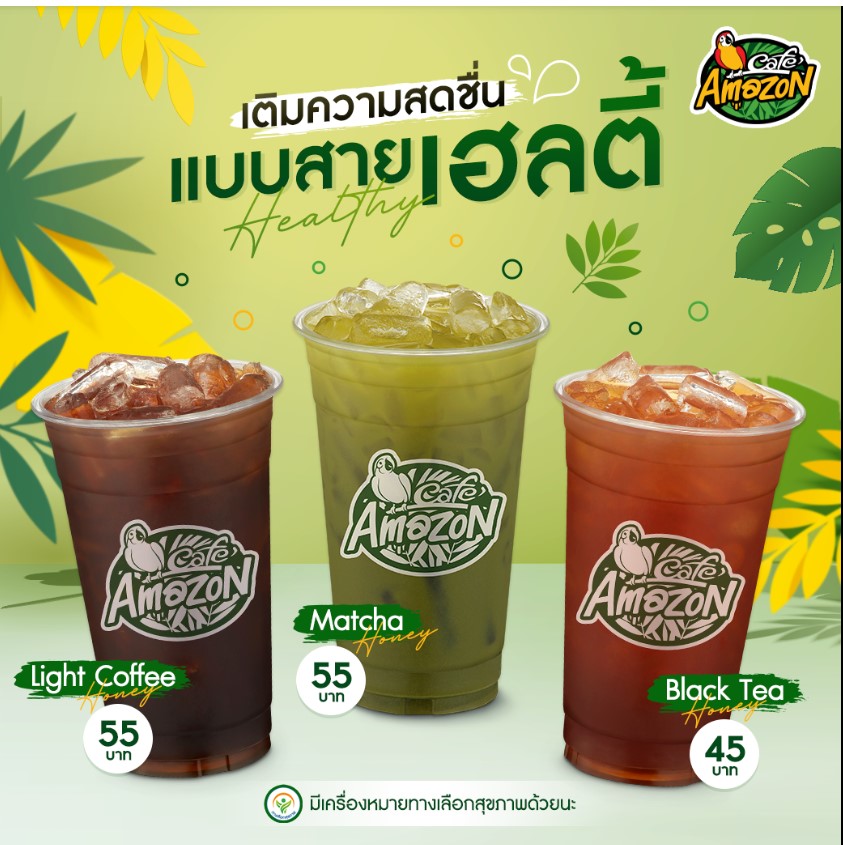 Café
Amazon
เติมความสดชื่น
แบบสายเฮลตี้
Healthy
Café
Amazon
Café
Amazon
Café
Amazon
Matcha
Honey
55
บาท
Light Coffee
Honey
55
บาท
Black Tea
Honey
45
บาท
มีเครื่องหมายทางเลือกสุขภาพด้วยนะ